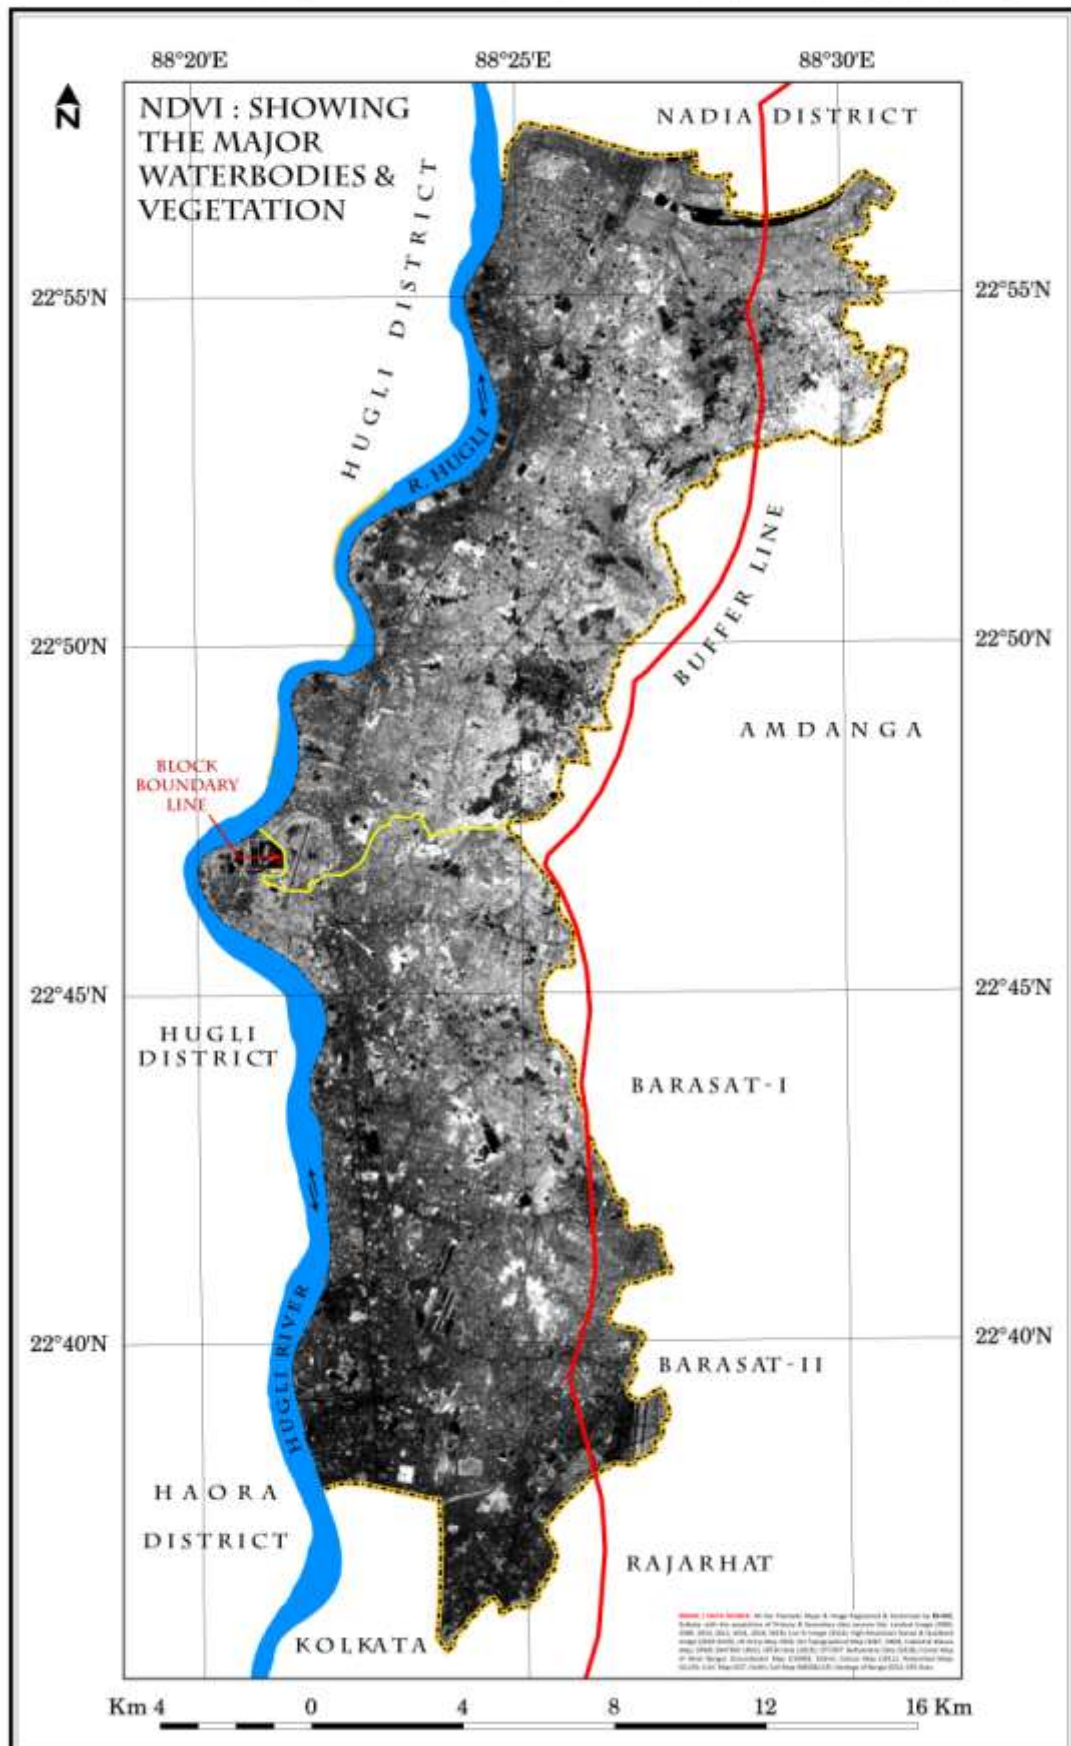 88°20'E 88°25'E 88°30'E
N
NDVI : SHOWING
THE MAJOR
WATERBODIES &
VEGETATION
NADIA DISTRICT
HUGLI DISTRICT
22°55'N 22°55'N
R. HUGLI
BUFFER LINE
22°50'N 22°50'N
AMDANGA
BLOCK
BOUNDARY
LINE
22°45'N 22°45'N
HUGLI
DISTRICT
BARASAT-I
HUGLI RIVER
22°40'N 22°40'N
BARASAT-II
HAORA
DISTRICT
RAJARHAT
KOLKATA
Km 4 0 4 8 12 16 Km